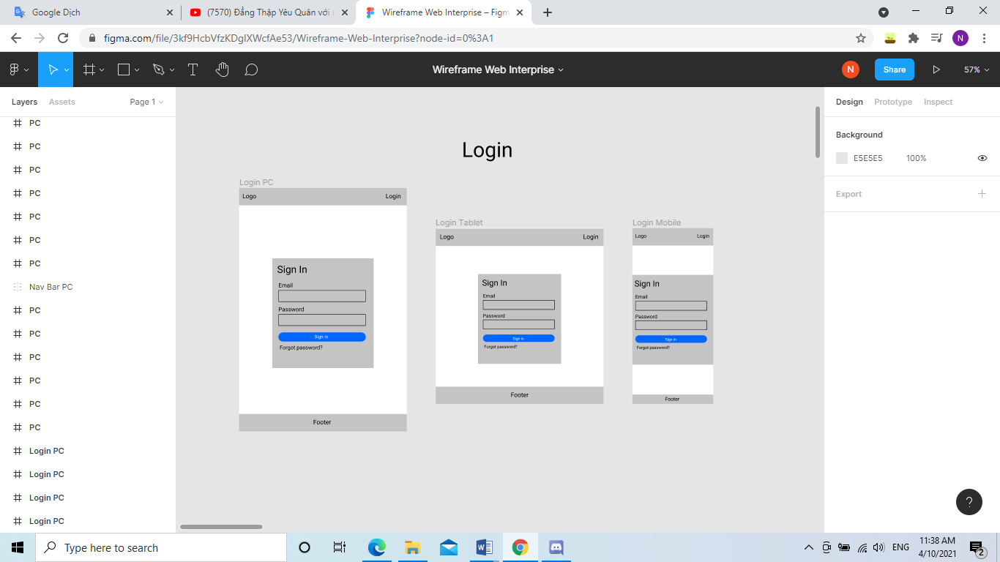 Google Dịch
(7570) Đẳng Thập Yêu Quân với
Wireframe Web Interprise – Figm
figma.com/file/3kf9HcbVfzKDglXWcfAe53/Wireframe-Web-Interprise?node-id=0%3A1
N
Wireframe Web Interprise
N
Share
57%
Layers
Assets
Page 1
Design
Prototype
Inspect
PC
PC
PC
PC
PC
PC
PC
Nav Bar PC
PC
PC
PC
PC
PC
PC
Login PC
Login PC
Login PC
Login PC
Login
Login PC
Logo
Login
Sign In
Email
Password
Sign in
Forgot password?
Footer
Login Tablet
Logo
Login
Sign In
Email
Password
Sign in
Forgot password?
Footer
Login Mobile
Logo
Login
Sign In
Email
Password
Sign in
Forgot password?
Footer
Background
E5E5E5
100%
Export
?
Type here to search
ENG
11:38 AM
4/10/2021
2